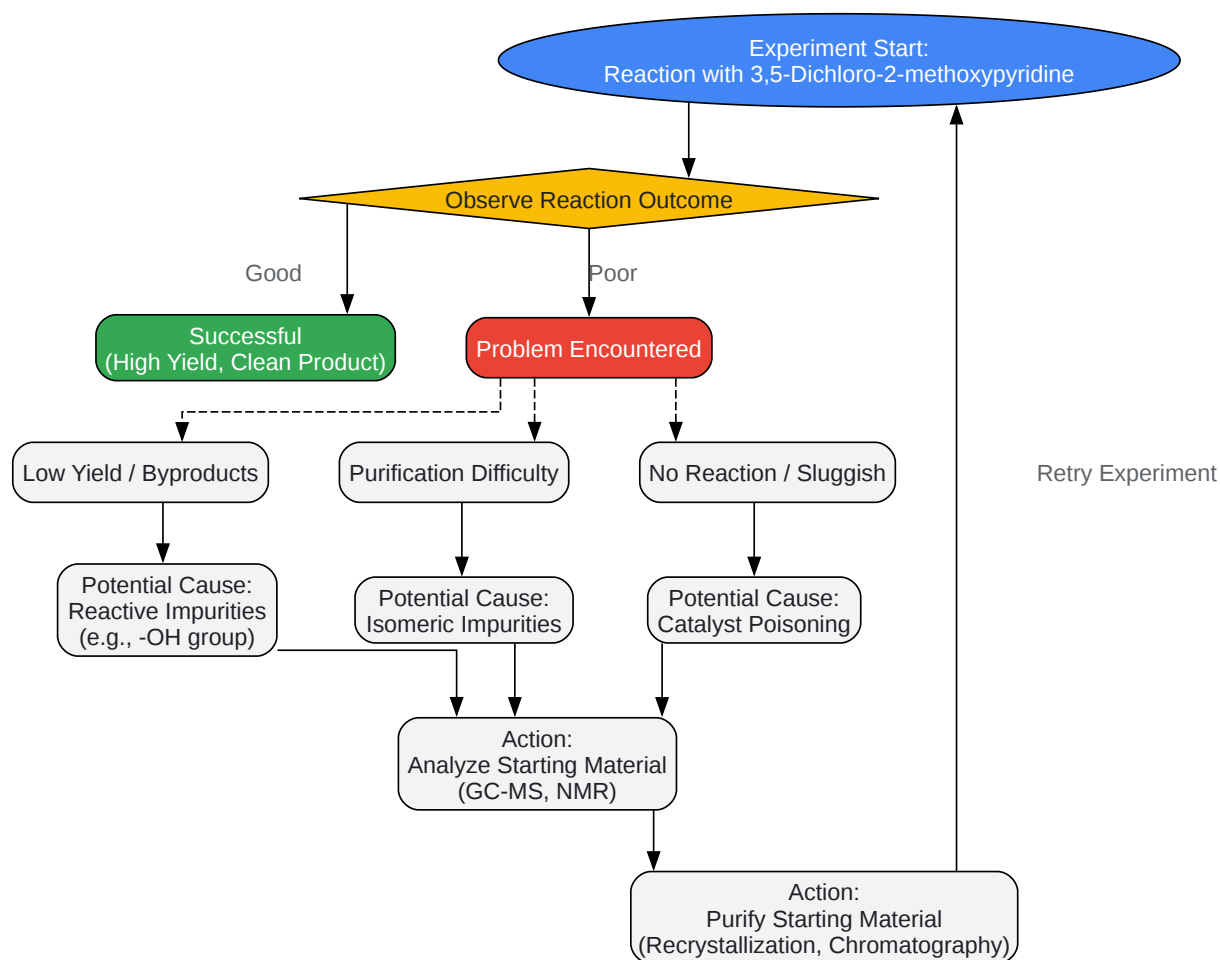 Experiment Start:
Reaction with 3,5-Dichloro-2-methoxypyridine
Observe Reaction Outcome
Good
Poor
Successful
(High Yield, Clean Product)
Problem Encountered
Low Yield / Byproducts
Purification Difficulty
No Reaction / Sluggish
Retry Experiment
Potential Cause:
Reactive Impurities
(e.g., -OH group)
Potential Cause:
Isomeric Impurities
Potential Cause:
Catalyst Poisoning
Action:
Analyze Starting Material
(GC-MS, NMR)
Action:
Purify Starting Material
(Recrystallization, Chromatography)